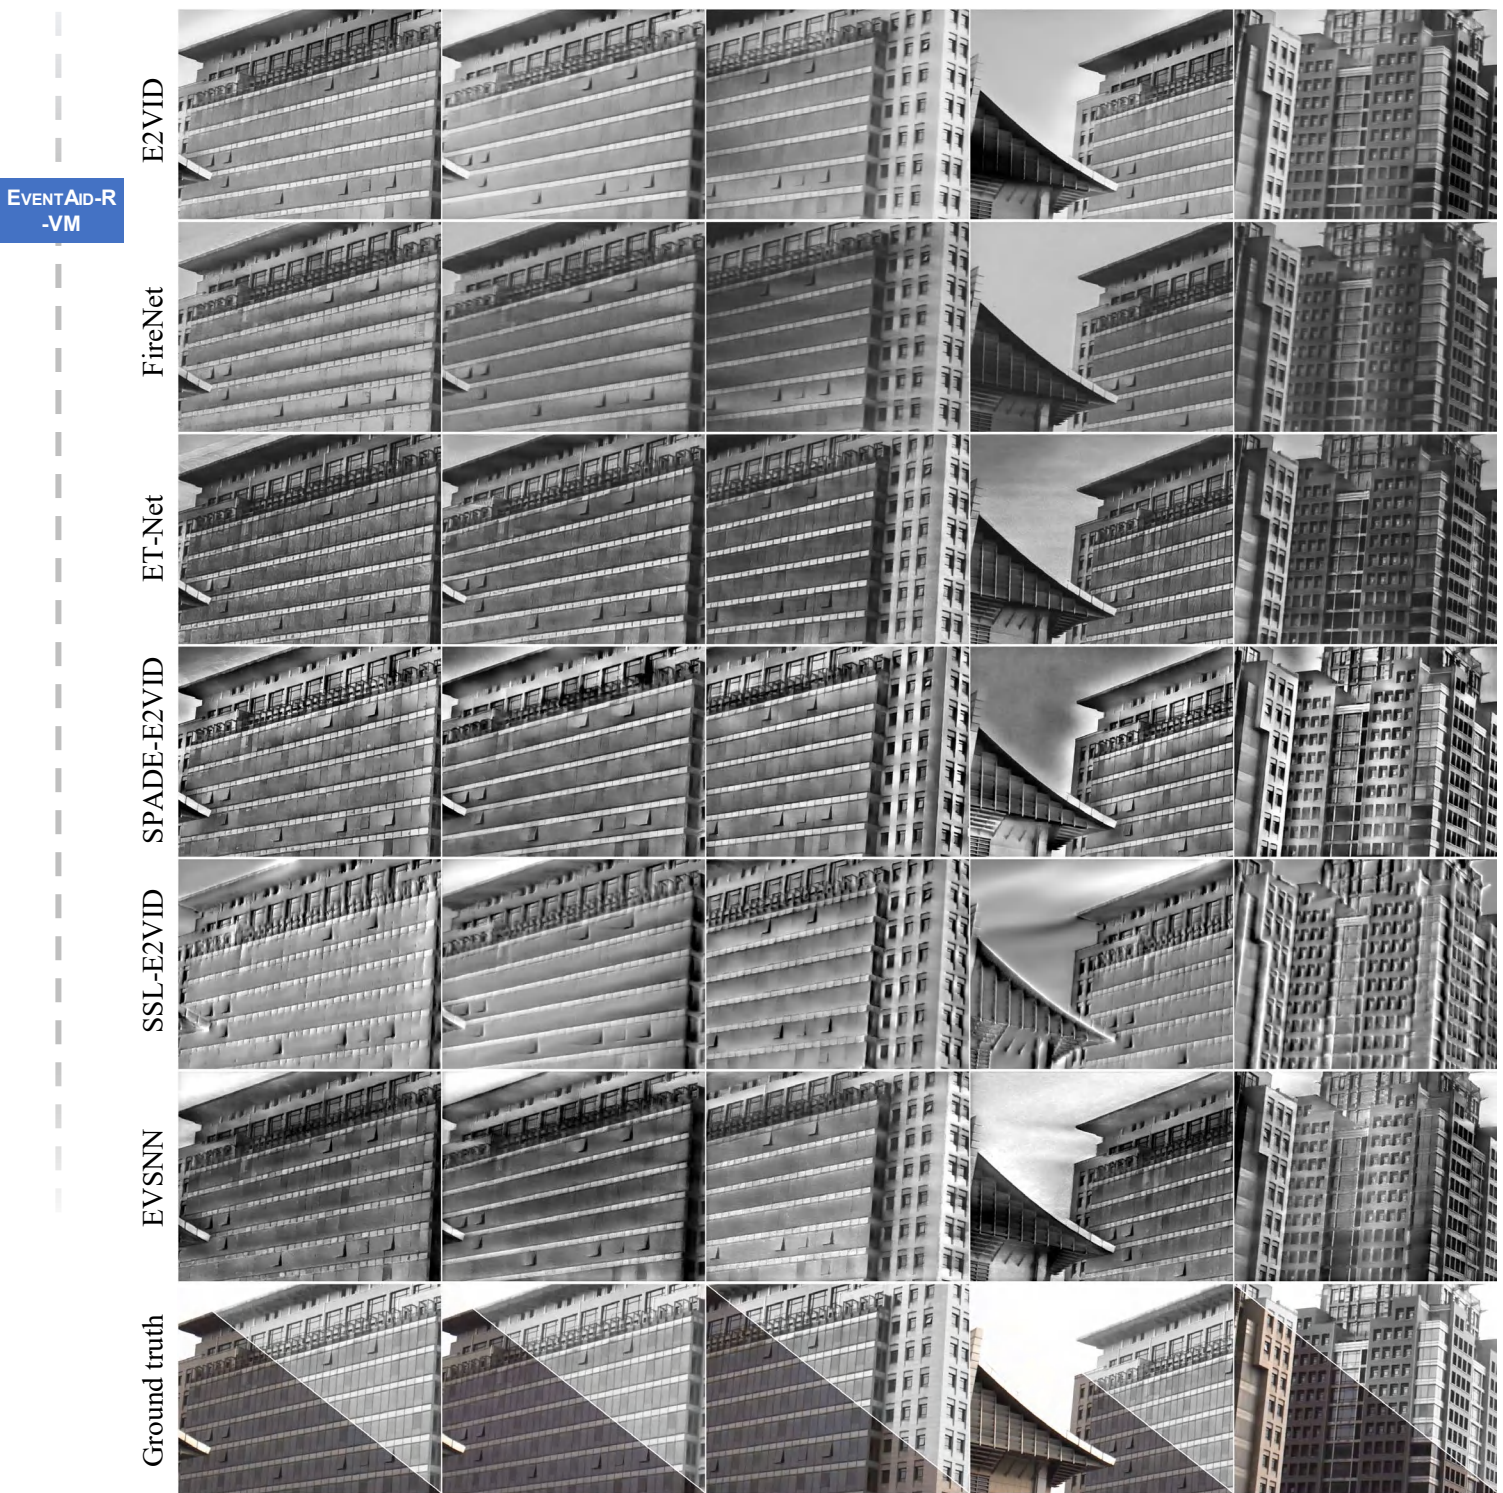 E2VID
EVENTAID-R
-VM
FireNet
ET-Net
SPADE-E2VID
SSL-E2VID
EVSNN
Ground truth